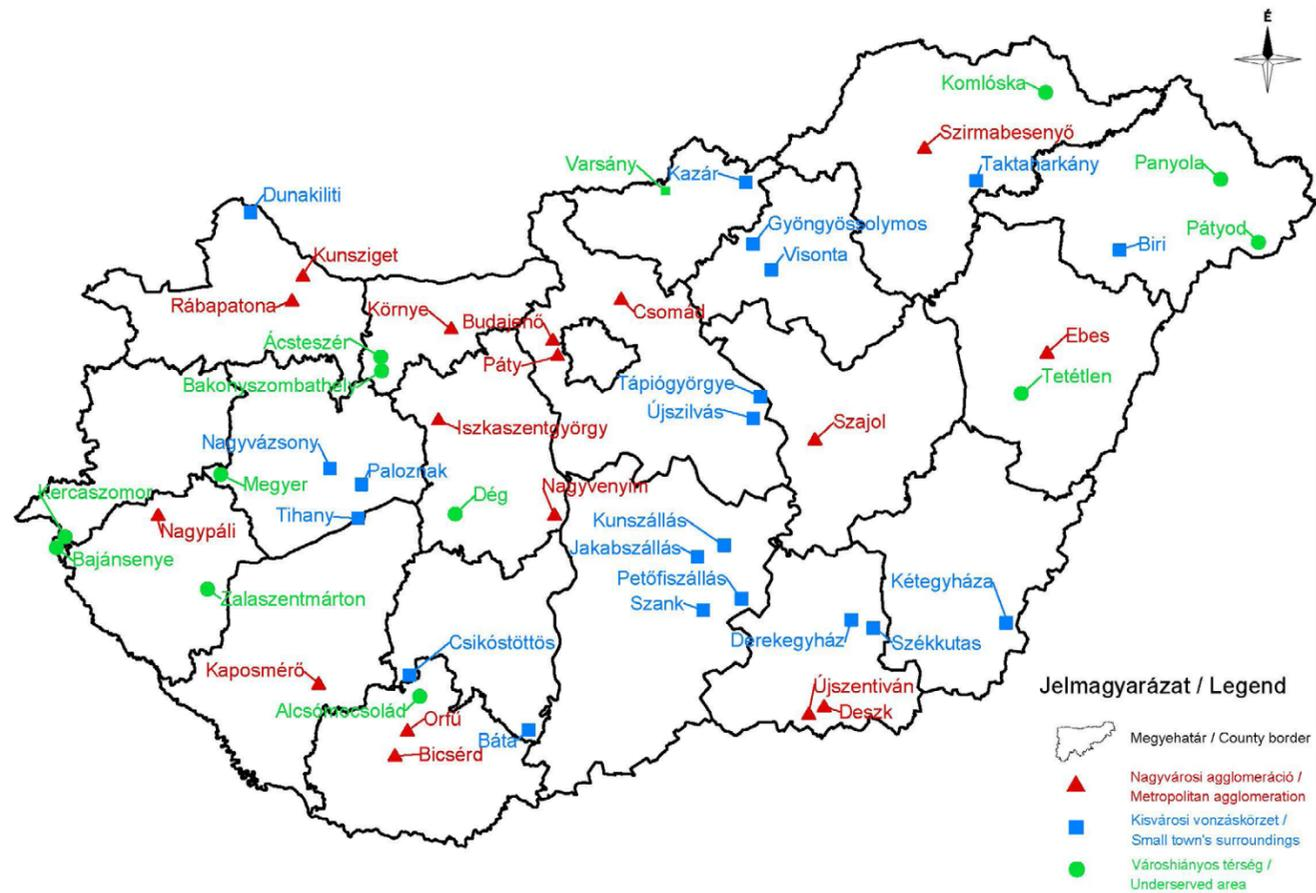 É
Komlóska
Szirmabesenyő
Varsány
Kazár
Taktaharkány
Panyola
Dunakiliti
Gyöngyössolymos
Pátyod
Biri
Visonta
Kunsziget
Rábapatona
Környe
Budajenő
Csomád
Ácsteszér
Páty
Ebes
Bakonyszombathely
Tápiógyörgye
Tetétlen
Újszilvás
Iszkaszentgyörgy
Szajol
Nagyvázsony
Paloznak
Megyer
Kercaszomor
Dég
Nagyvenyim
Tihany
Kunszállás
Nagypáli
Jakabszállás
Bajánsenye
Petőfiszállás
Kétegyháza
Zalaszentmárton
Szank
Derekegyház
Székkutas
Csikóstöttös
Kaposmérő
Újszentiván
Alcsómocsolád
Deszk
Orfű
Báta
Bicsérd
Jelmagyarázat / Legend
Megyehatár / County border
Nagyvárosi agglomeráció /
Metropolitan agglomeration
Kisvárosi vonzáskörzet /
Small town's surroundings
Városhiányos térség /
Underserved area